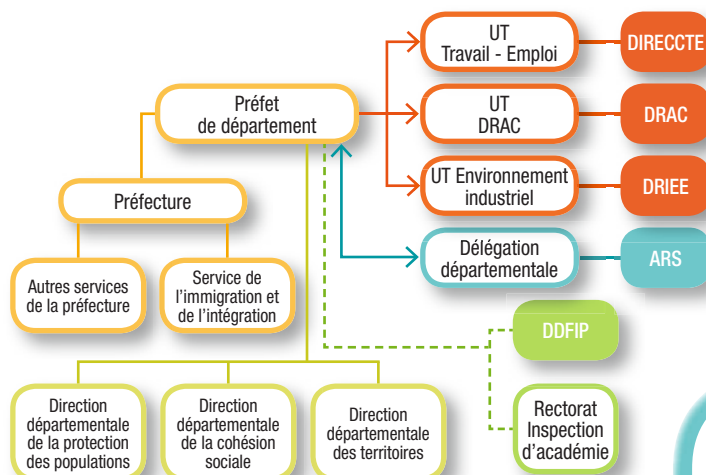 UT
Travail - Emploi
DIRECCTE
Préfet
de département
UT
DRAC
DRAC
UT Environnement
industriel
DRIEE
Préfecture
Délégation
départementale
ARS
Autres services
de la préfecture
Service de
l'immigration et
de l'intégration
DDFIP
Direction
départementale
de la protection
des populations
Direction
départementale
de la cohésion
sociale
Direction
départementale
des territoires
Rectorat
Inspection
d'académie